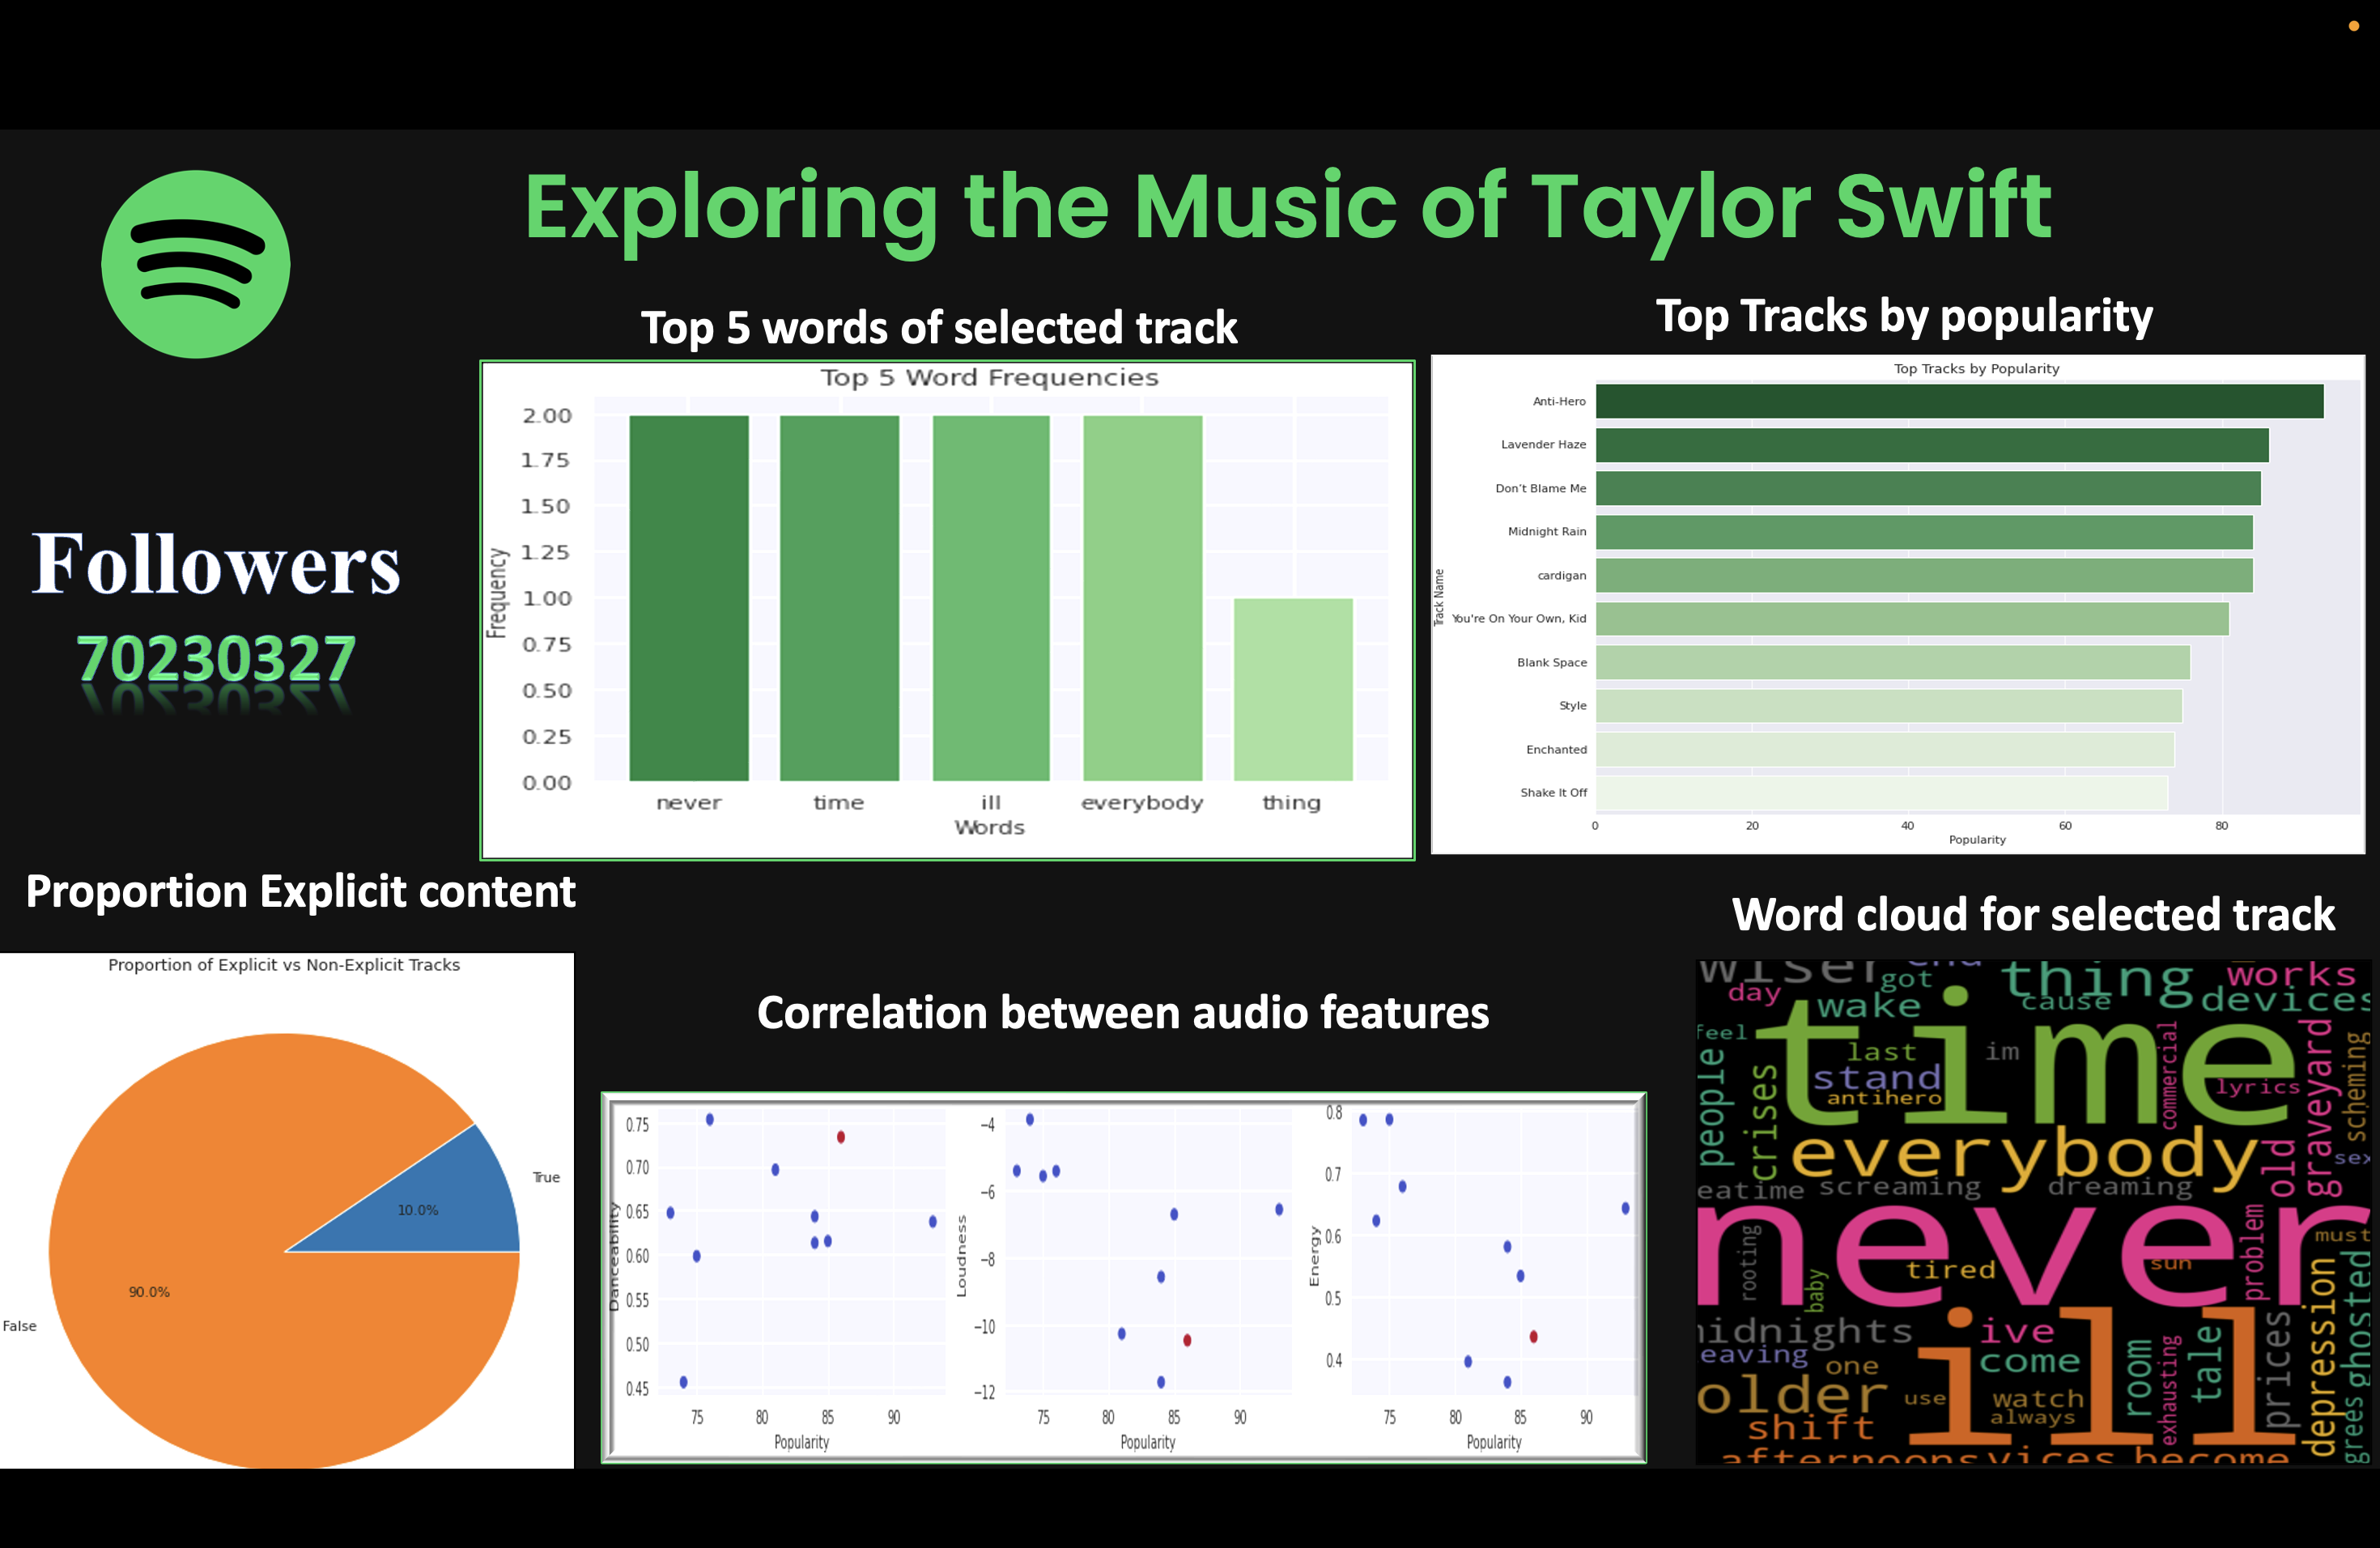 Exploring the Music of Taylor Swift
Top 5 words of selected track
Top 5 Word Frequencies
Frequency
2.00
1.75
1.50
1.25
1.00
0.75
0.50
0.25
0.00
never time ill everybody thing
Words
Top Tracks by popularity
Top Tracks by Popularity
Track Name
Anti-Hero
Lavender Haze
Don't Blame Me
Midnight Rain
cardigan
You're On Your Own, Kid
Blank Space
Style
Enchanted
Shake It Off
0 20 40 60 80
Popularity
Followers
70230327
Proportion Explicit content
Proportion of Explicit vs Non-Explicit Tracks
True
10.0%
90.0%
False
Correlation between audio features
Danceability
0.75
0.70
0.65
0.60
0.55
0.50
0.45
75 80 85 90
Popularity
Loudness
−4
−6
−8
−10
−12
75 80 85 90
Popularity
Energy
0.8
0.7
0.6
0.5
0.4
75 80 85 90
Popularity
Word cloud for selected track
wiser
got
thing
works
day
wake
cause
devices
feel
time
last
im
commercial
graveyard
scheming
people
crises
stand
antihero
lyrics
everybody
old
sex
eatime
screaming
dreaming
never
rooting
baby
tired
sun
problem
must
midnights
ive
ill
depression
ghosted
eaving
one
come
room
exhausting
tale
prices
older
use
watch
always
shift
grees
afternoons
vices
become